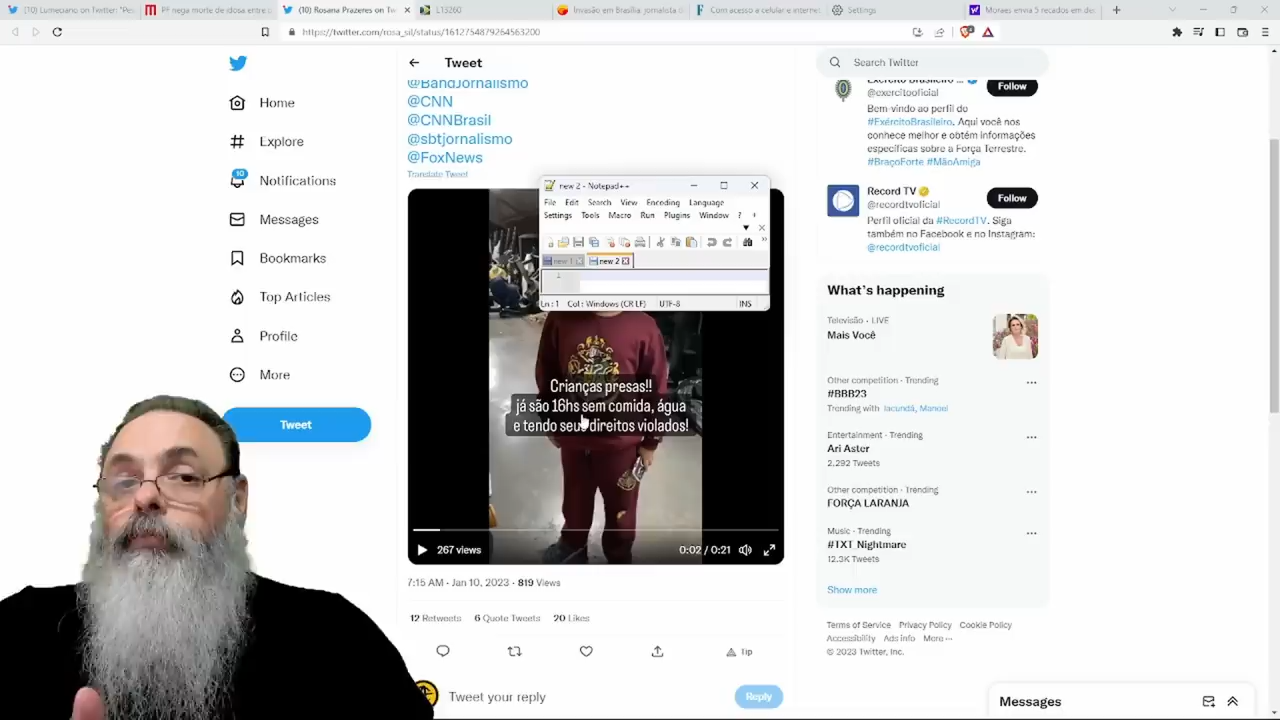 (10) Lumeciano on Twitter: "Pe
PF nega morte de idosa entre s
(10) Rosana Prazeres on Tw
L13260
Invasão em Brasília: jornalista d
Com acesso a celular e internet
Settings
Moraes envia 5 recados em de
https://twitter.com/rosa_sil/status/1612754879264563200
Home
Explore
10
Notifications
Messages
Bookmarks
Top Articles
Profile
More
Tweet
Tweet
@BandJornalismo
@CNN
@CNNBrasil
@sbtjornalismo
@FoxNews
Translate Tweet
new 2 - Notepad++
File Edit Search View Encoding Language
Settings Tools Macro Run Plugins Window ?
new 1 new 2
1
Ln : 1 Col : Windows (CR LF) UTF-8 INS
Crianças presas!!
já são 16hs sem comida, água
e tendo seus direitos violados!
267 views
0:02 / 0:21
7:15 AM · Jan 10, 2023 · 819 Views
12 Retweets 6 Quote Tweets 20 Likes
Tip
Tweet your reply
Reply
Search Twitter
Exército Brasileiro ...
@exercitooficial
Follow
Bem-vindo ao perfil do
#ExércitoBrasileiro. Aqui você nos
conhece melhor e obtém informações
específicas sobre a Força Terrestre.
#BraçoForte #MãoAmiga
Record TV
@recordtvoficial
Follow
Perfil oficial da #RecordTV. Siga
também no Facebook e no Instagram:
@recordtvoficial
What's happening
Televisão · LIVE
Mais Você
Other competition · Trending
#BBB23
Trending with Iacundá, Manoel
Entertainment · Trending
Ari Aster
2,292 Tweets
Other competition · Trending
FORÇA LARANJA
Music · Trending
#TXT_Nightmare
12.3K Tweets
Show more
Terms of Service Privacy Policy Cookie Policy
Accessibility Ads info More ···
© 2023 Twitter, Inc.
Messages